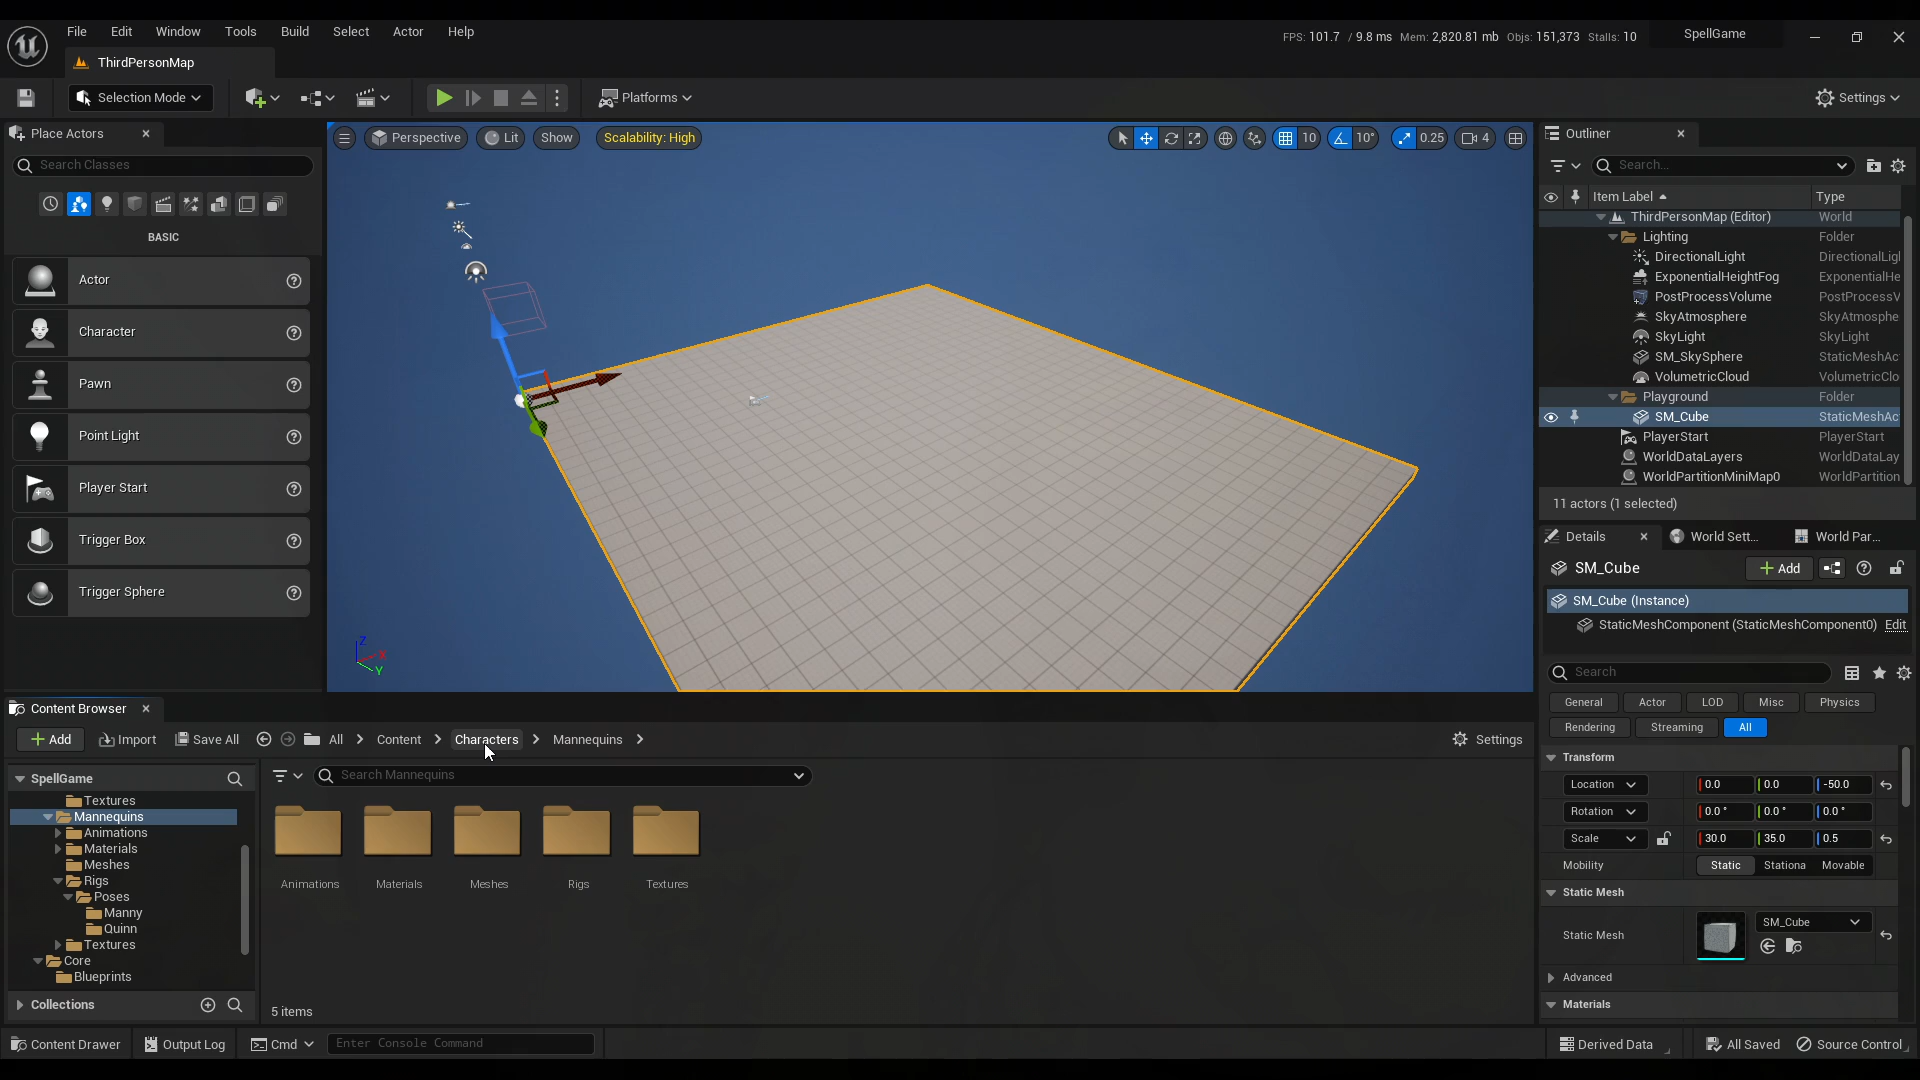 File Edit Window Tools Build Select Actor Help
FPS: 101.7 / 9.8 ms Mem: 2,820.81 mb Objs: 151,373 Stalls: 10
SpellGame
ThirdPersonMap
Selection Mode
Platforms
Settings
Place Actors
Search Classes
BASIC
Actor
Character
Pawn
Point Light
Player Start
Trigger Box
Trigger Sphere
Perspective
Lit
Show
Scalability: High
10
10°
0.25
4
Z
X
Y
Outliner
Search...
Item Label Type
ThirdPersonMap (Editor) World
Lighting Folder
DirectionalLight DirectionalLigl
ExponentialHeightFog ExponentialHe
PostProcessVolume PostProcessV
SkyAtmosphere SkyAtmosphe
SkyLight SkyLight
SM_SkySphere StaticMeshAc
VolumetricCloud VolumetricClo
Playground Folder
SM_Cube StaticMeshAc
PlayerStart PlayerStart
WorldDataLayers WorldDataLay
WorldPartitionMiniMap0 WorldPartition
11 actors (1 selected)
Details
World Sett...
World Par...
SM_Cube
Add
SM_Cube (Instance)
StaticMeshComponent (StaticMeshComponent0) Edit
Search
General Actor LOD Misc Physics
Rendering Streaming All
Transform
Location 0.0 0.0 -50.0
Rotation 0.0 ° 0.0 ° 0.0 °
Scale 30.0 35.0 0.5
Mobility Static Stationa Movable
Static Mesh
Static Mesh SM_Cube
Advanced
Materials
Content Browser
Add
Import
Save All
All
Content
Characters
Mannequins
Settings
SpellGame
Textures
Mannequins
Animations
Materials
Meshes
Rigs
Poses
Manny
Quinn
Textures
Core
Blueprints
Collections
Search Mannequins
Animations Materials Meshes Rigs Textures
5 items
Content Drawer
Output Log
Cmd
Enter Console Command
Derived Data
All Saved
Source Control